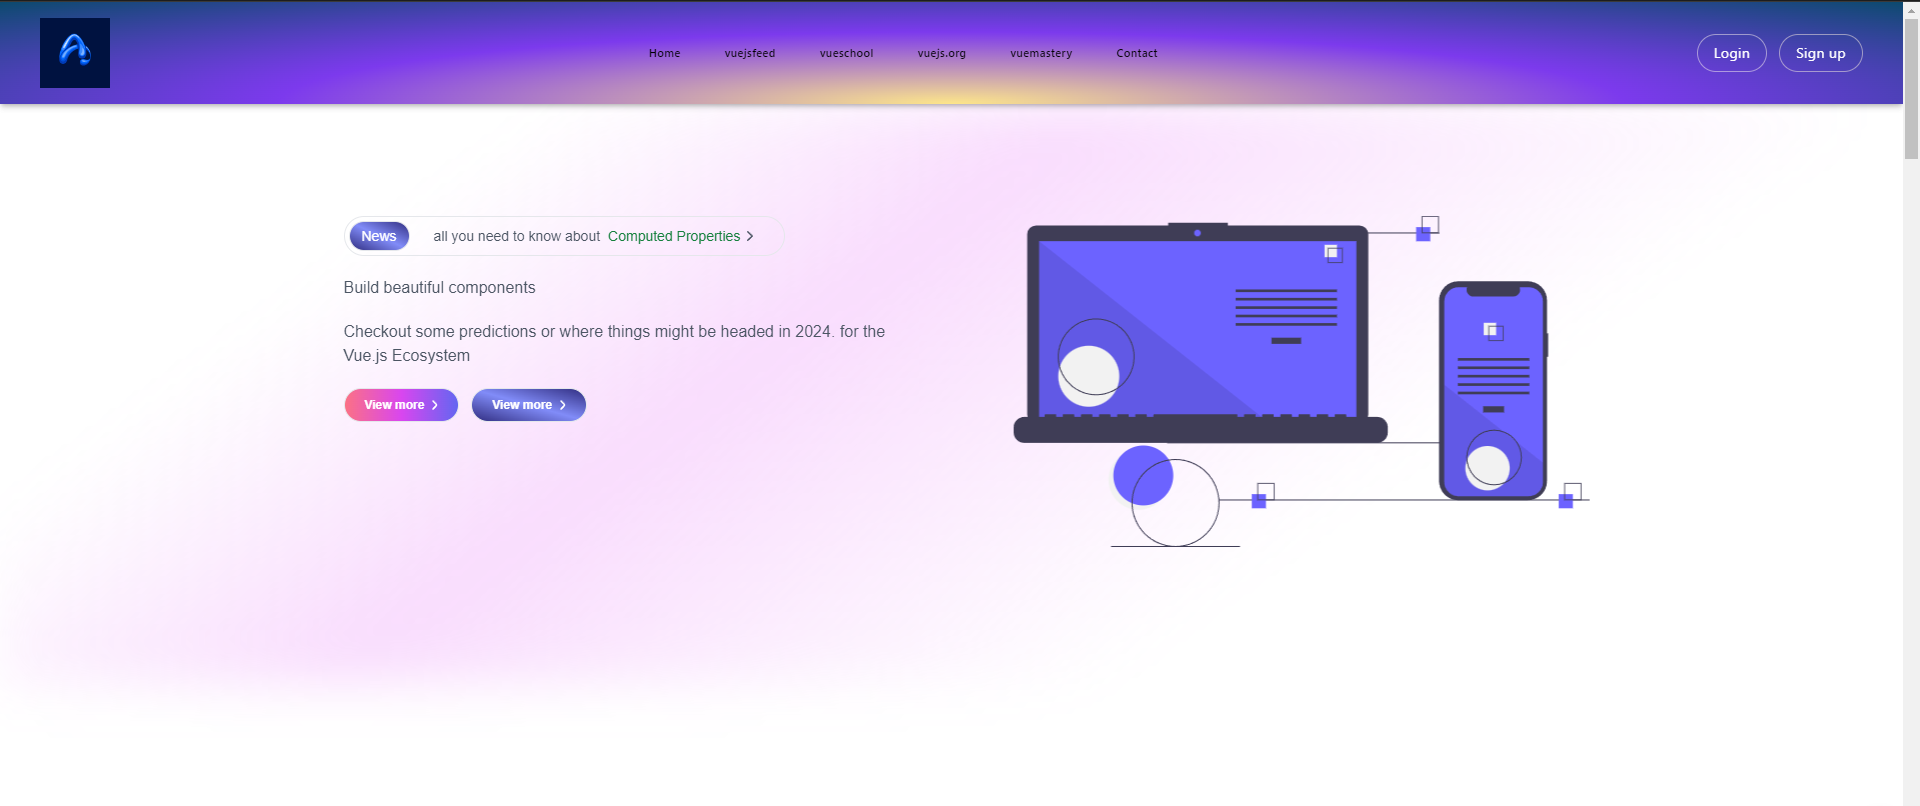 Home vuejsfeed vueschool vuejs.org vuemastery Contact Login Sign up
News all you need to know about Computed Properties
Build beautiful components
Checkout some predictions or where things might be headed in 2024. for the
Vue.js Ecosystem
View more View more